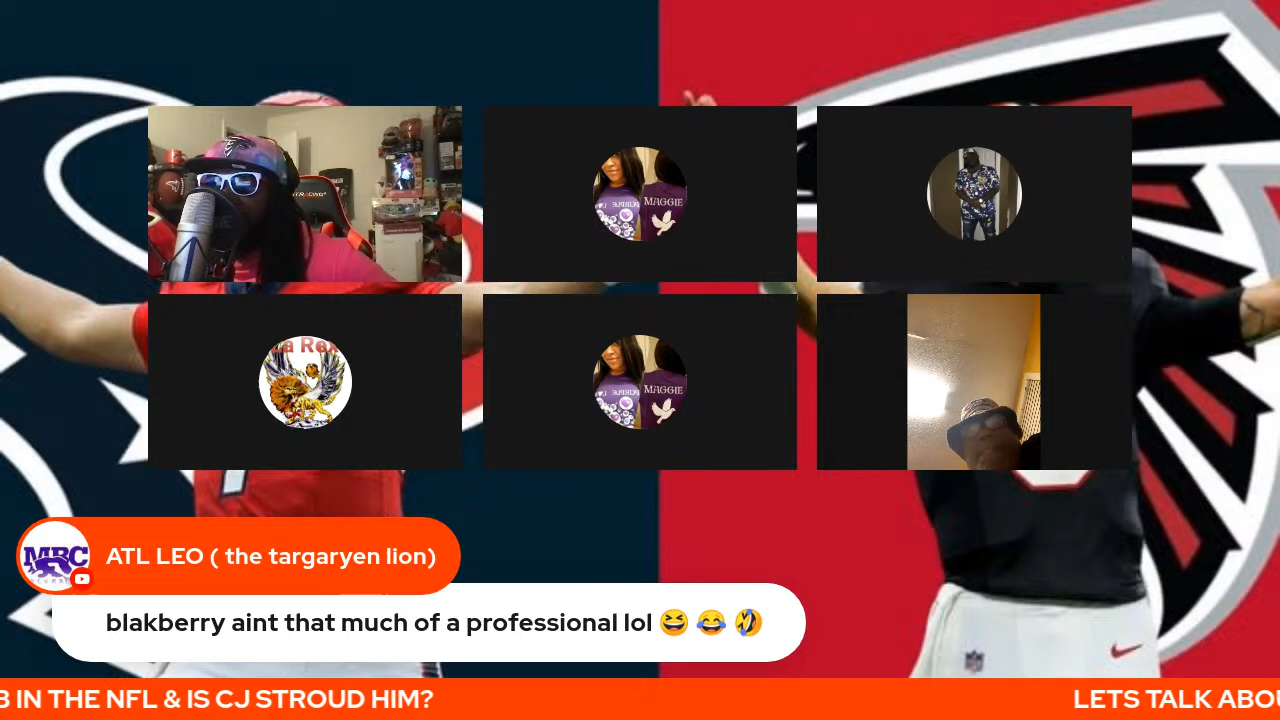 MAGGIE
MAGGIE
MRC
ATL LEO ( the targaryen lion)
blakberry aint that much of a professional lol 😆 😂 🤣
B IN THE NFL & IS CJ STROUD HIM?
LETS TALK ABOU